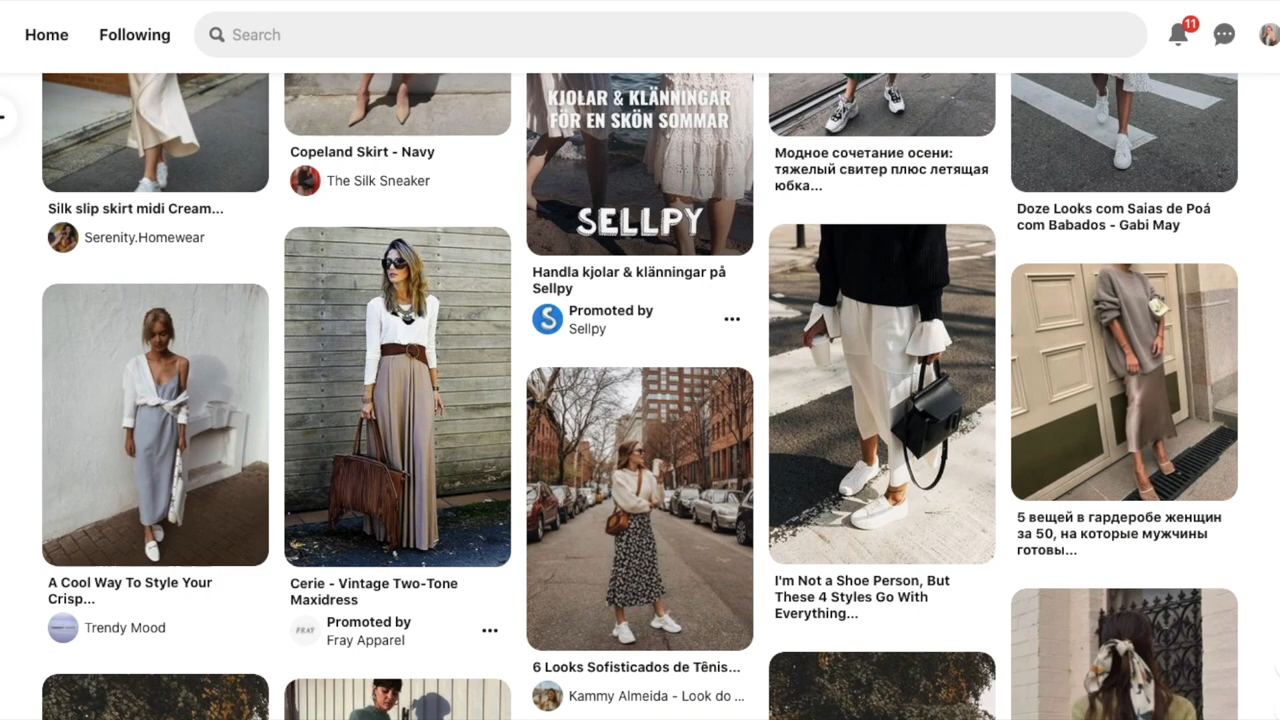 Home
Following
Search
11
Silk slip skirt midi Cream...
Serenity.Homewear
A Cool Way To Style Your
Crisp...
Trendy Mood
Copeland Skirt - Navy
The Silk Sneaker
Cerie - Vintage Two-Tone
Maxidress
FRAY
Promoted by
Fray Apparel
KJOLAR & KLÄNNINGAR
FÖR EN SKÖN SOMMAR
SELLPY
Handla kjolar & klänningar på
Sellpy
S
Promoted by
Sellpy
6 Looks Sofisticados de Tênis...
Kammy Almeida - Look do ...
Модное сочетание осени:
тяжелый свитер плюс летящая
юбка...
I'm Not a Shoe Person, But
These 4 Styles Go With
Everything...
Doze Looks com Saias de Poá
com Babados - Gabi May
5 вещей в гардеробе женщин
за 50, на которые мужчины
готовы...